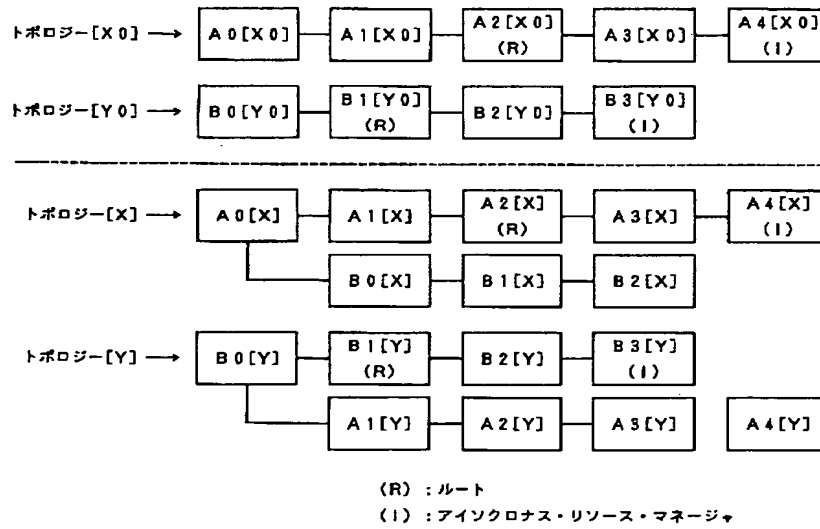 トポロジー[X0] → A0[X0] A1[X0] A2[X0] (R) A3[X0] A4[X0] (I)
トポロジー[Y0] → B0[Y0] B1[Y0] (R) B2[Y0] B3[Y0] (I)
トポロジー[X] → A0[X] A1[X] A2[X] (R) A3[X] A4[X] (I)
B0[X] B1[X] B2[X]
トポロジー[Y] → B0[Y] B1[Y] (R) B2[Y] B3[Y] (I)
A1[Y] A2[Y] A3[Y] A4[Y]
(R) : ルート
(I) : アイソクロナス・リソース・マネージャ